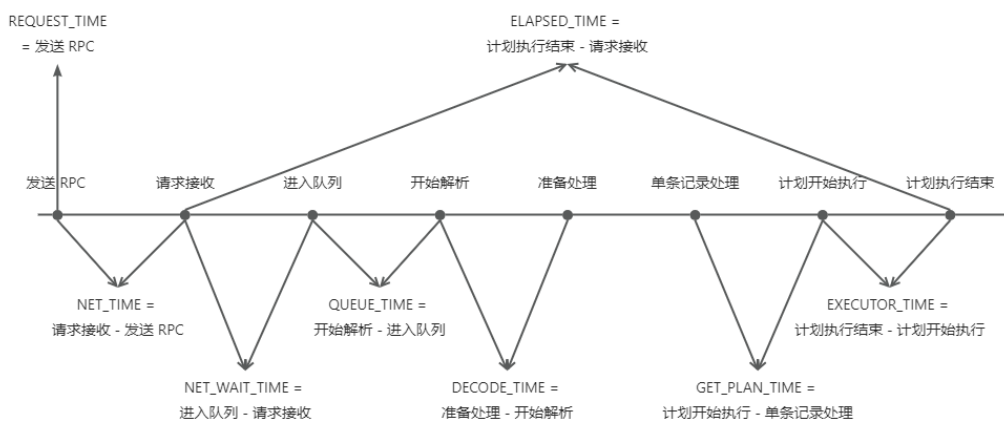 REQUEST_TIME
= 发送 RPC
ELAPSED_TIME =
计划执行结束 - 请求接收
发送 RPC
请求接收
进入队列
开始解析
准备处理
单条记录处理
计划开始执行
计划执行结束
NET_TIME =
请求接收 - 发送 RPC
QUEUE_TIME =
开始解析 - 进入队列
EXECUTOR_TIME =
计划执行结束 - 计划开始执行
NET_WAIT_TIME =
进入队列 - 请求接收
DECODE_TIME =
准备处理 - 开始解析
GET_PLAN_TIME =
计划开始执行 - 单条记录处理